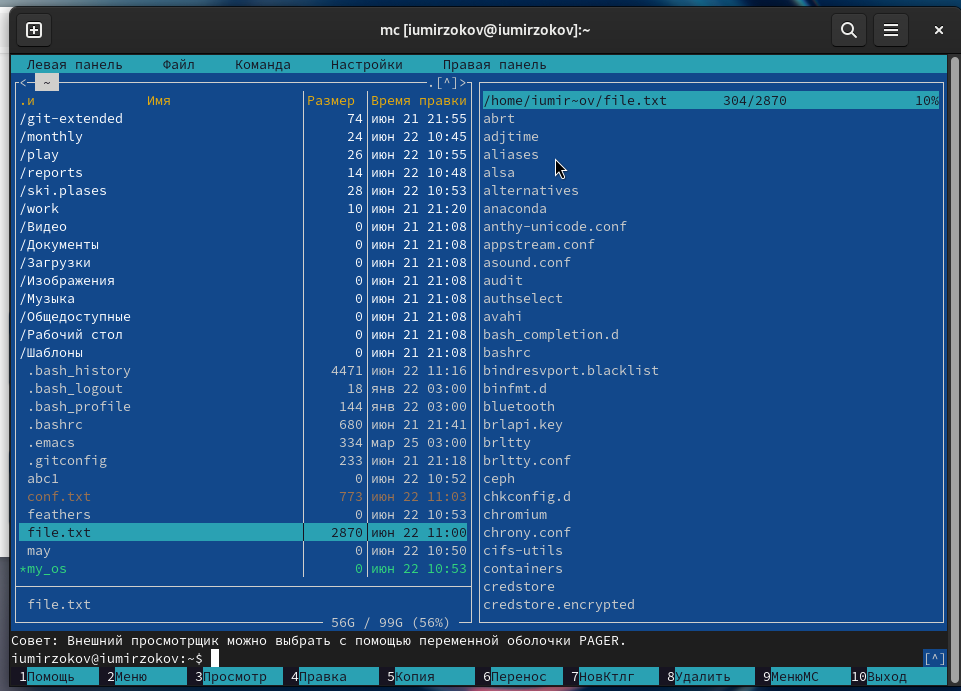 mc [iumirzokov@iumirzokov]:~
Левая панель Файл Команда Настройки Правая панель
<- ~ .[^]>
.и Имя Размер Время правки
/git-extended 74 июн 21 21:55
/monthly 24 июн 22 10:45
/play 26 июн 22 10:55
/reports 14 июн 22 10:48
/ski.plases 28 июн 22 10:53
/work 10 июн 21 21:20
/Видео 0 июн 21 21:08
/Документы 0 июн 21 21:08
/Загрузки 0 июн 21 21:08
/Изображения 0 июн 21 21:08
/Музыка 0 июн 21 21:08
/Общедоступные 0 июн 21 21:08
/Рабочий стол 0 июн 21 21:08
/Шаблоны 0 июн 21 21:08
.bash_history 4471 июн 22 11:16
.bash_logout 18 янв 22 03:00
.bash_profile 144 янв 22 03:00
.bashrc 680 июн 21 21:41
.emacs 334 мар 25 03:00
.gitconfig 233 июн 21 21:18
abc1 0 июн 22 10:52
conf.txt 773 июн 22 11:03
feathers 0 июн 22 10:53
file.txt 2870 июн 22 11:00
may 0 июн 22 10:50
*my_os 0 июн 22 10:53
file.txt
56G / 99G (56%)
/home/iumir~ov/file.txt 304/2870 10%
abrt
adjtime
aliases
alsa
alternatives
anaconda
anthy-unicode.conf
appstream.conf
asound.conf
audit
authselect
avahi
bash_completion.d
bashrc
bindresvport.blacklist
binfmt.d
bluetooth
brlapi.key
brltty
brltty.conf
ceph
chkconfig.d
chromium
chrony.conf
cifs-utils
containers
credstore
credstore.encrypted
Совет: Внешний просмотрщик можно выбрать с помощью переменной оболочки PAGER.
iumirzokov@iumirzokov:~$ [^]
1Помощь 2Меню 3Просмотр 4Правка 5Копия 6Перенос 7НовКтлг 8Удалить 9МенюМС 10Выход